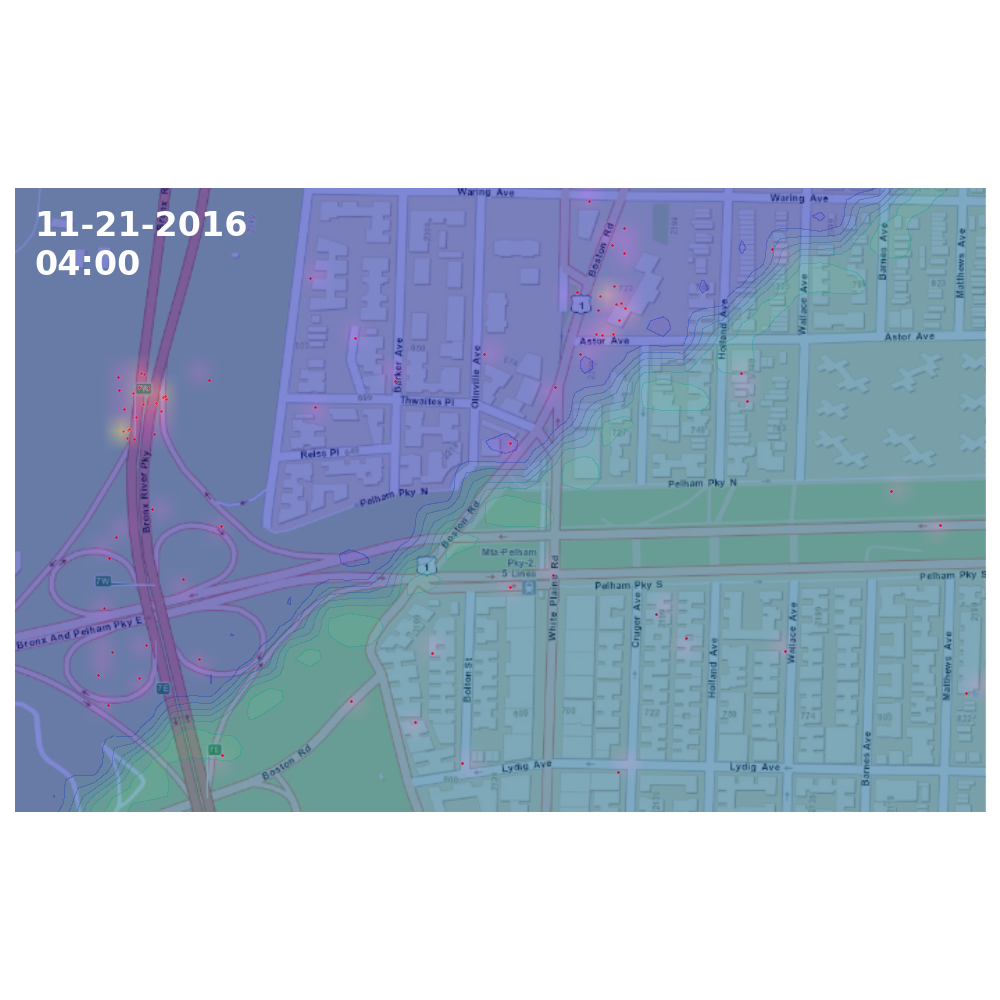 11-21-2016
04:00
Waring Ave
Waring Ave
Boston Rd
1
Barnes Ave
Matthews Ave
Wallace Ave
Holland Ave
Astor Ave
Astor Ave
Barker Ave
Olinville Ave
Thwaites Pl
Reiss Pl
Pelham Pky N
Pelham Pky N
Bronx River Pky
Boston Rd
1
Mta-Pelham
Pky-2,
5 Lines
White Plains Rd
Pelham Pky S
Pelham Pky S
7W
Bronx And Pelham Pky E
7E
Cruger Ave
Holland Ave
Wallace Ave
Matthews Ave
Bolton St
Boston Rd
Lydig Ave
Lydig Ave
Barnes Ave